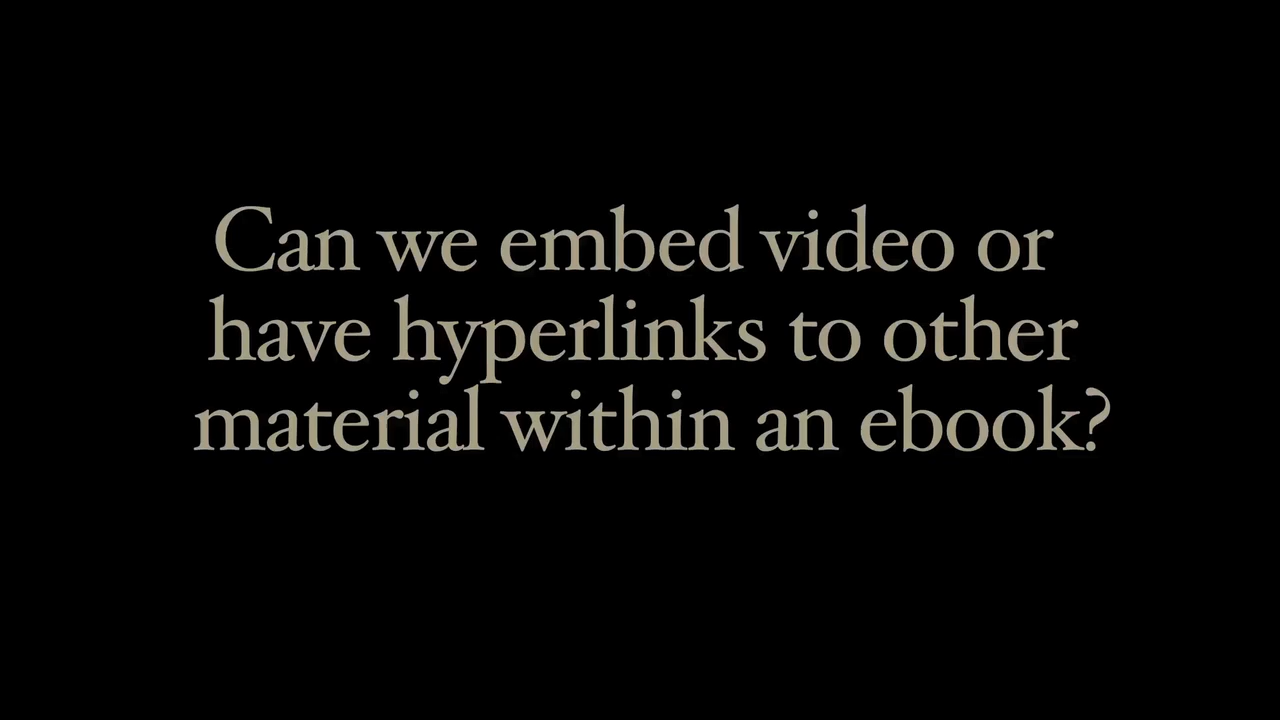 Can we embed video or
have hyperlinks to other
material within an ebook?